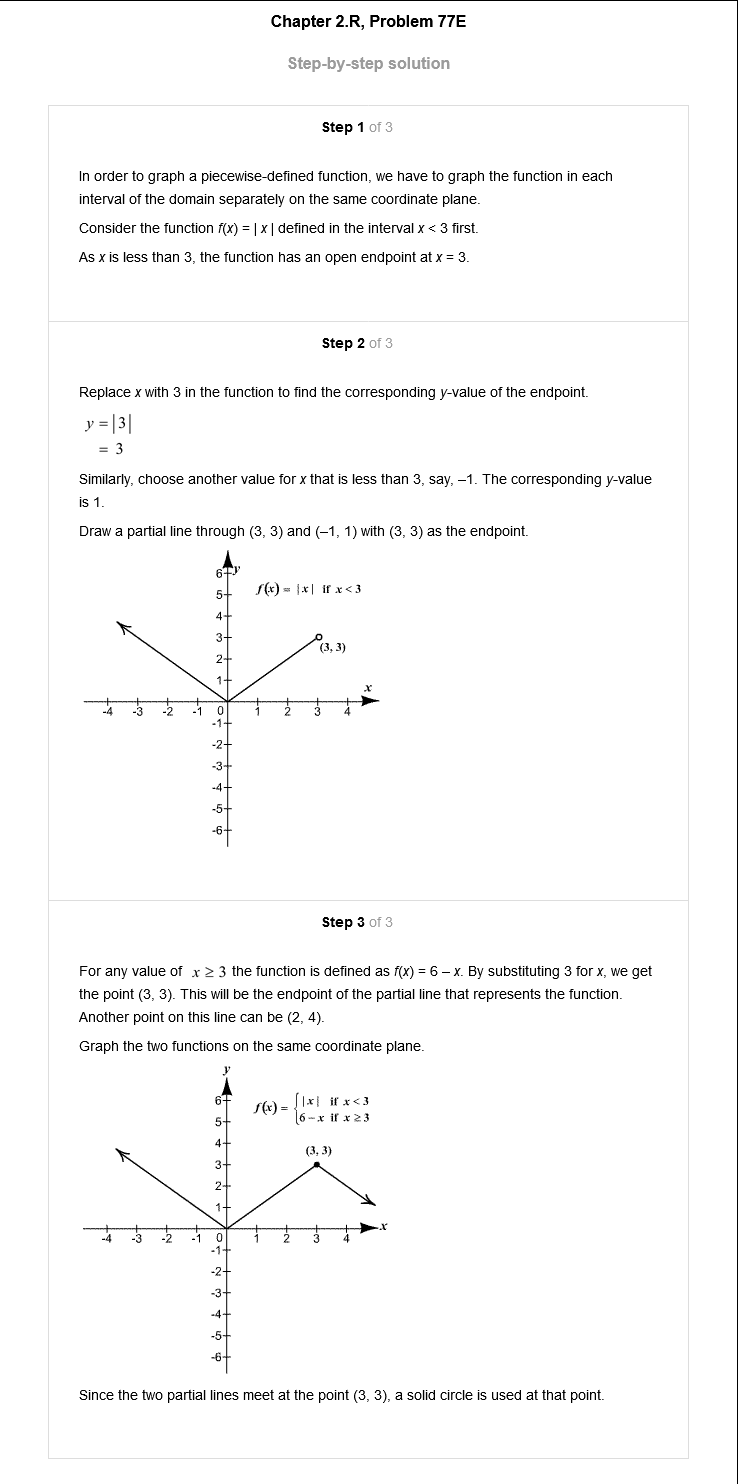 Chapter 2.R, Problem 77E
Step-by-step solution
Step 1 of 3
In order to graph a piecewise-defined function, we have to graph the function in each
interval of the domain separately on the same coordinate plane.
Consider the function f(x) = | x | defined in the interval x < 3 first.
As x is less than 3, the function has an open endpoint at x = 3.
Step 2 of 3
Replace x with 3 in the function to find the corresponding y-value of the endpoint.
y = |3|
= 3
Similarly, choose another value for x that is less than 3, say, –1. The corresponding y-value
is 1.
Draw a partial line through (3, 3) and (–1, 1) with (3, 3) as the endpoint.
y
6
f(x) = |x| if x < 3
5
4
3
(3, 3)
2
1
x
-4 -3 -2 -1 0 1 2 3 4
-1
-2
-3
-4
-5
-6
Step 3 of 3
For any value of x ≥ 3 the function is defined as f(x) = 6 – x. By substituting 3 for x, we get
the point (3, 3). This will be the endpoint of the partial line that represents the function.
Another point on this line can be (2, 4).
Graph the two functions on the same coordinate plane.
y
6
f(x) = { |x| if x < 3
6 – x if x ≥ 3
5
4
(3, 3)
3
2
1
x
-4 -3 -2 -1 0 1 2 3 4
-1
-2
-3
-4
-5
-6
Since the two partial lines meet at the point (3, 3), a solid circle is used at that point.